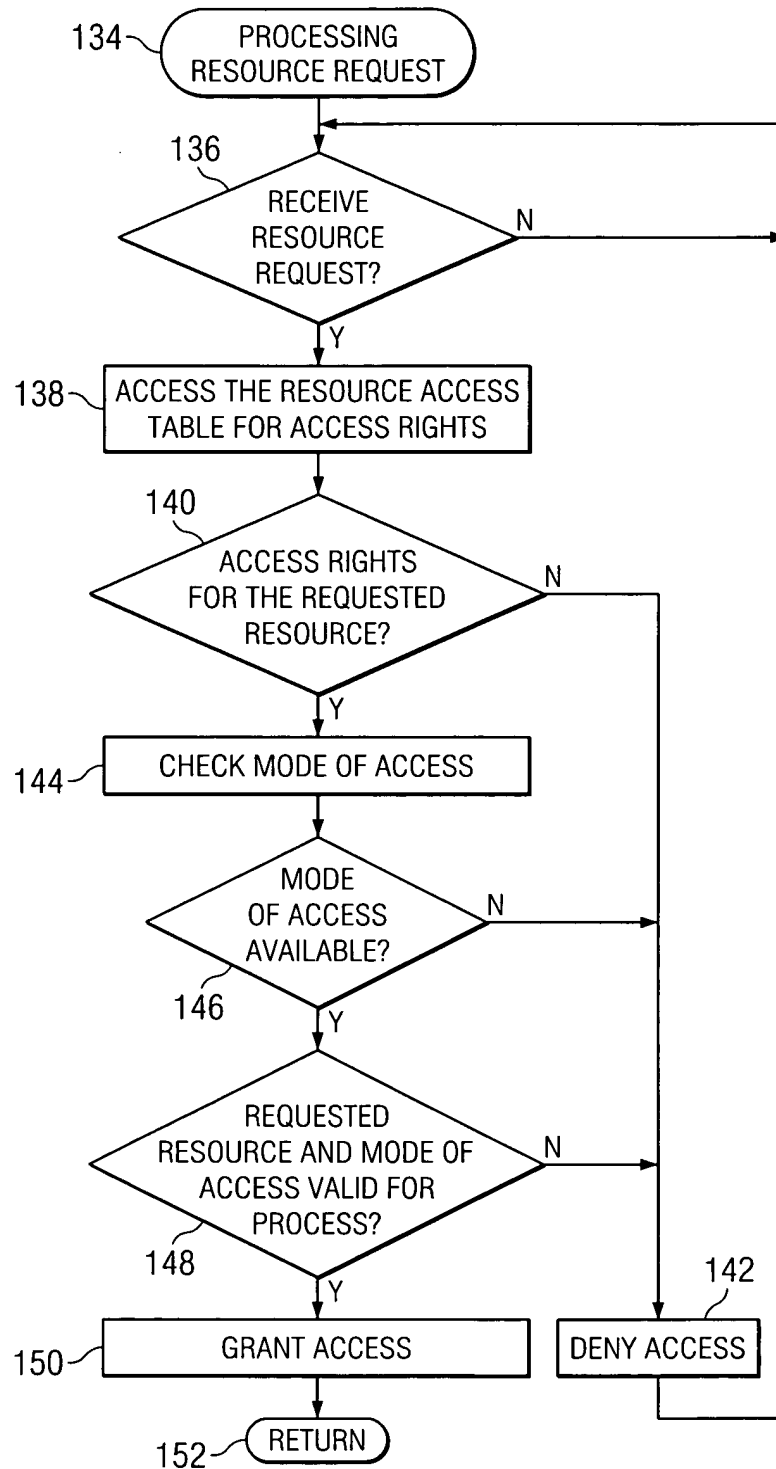 134
PROCESSING
RESOURCE REQUEST
136
RECEIVE
RESOURCE
REQUEST?
N
Y
138
ACCESS THE RESOURCE ACCESS
TABLE FOR ACCESS RIGHTS
140
ACCESS RIGHTS
FOR THE REQUESTED
RESOURCE?
N
Y
144
CHECK MODE OF ACCESS
MODE
OF ACCESS
AVAILABLE?
N
146
Y
REQUESTED
RESOURCE AND MODE OF
ACCESS VALID FOR
PROCESS?
N
148
Y
142
150
GRANT ACCESS
DENY ACCESS
152
RETURN